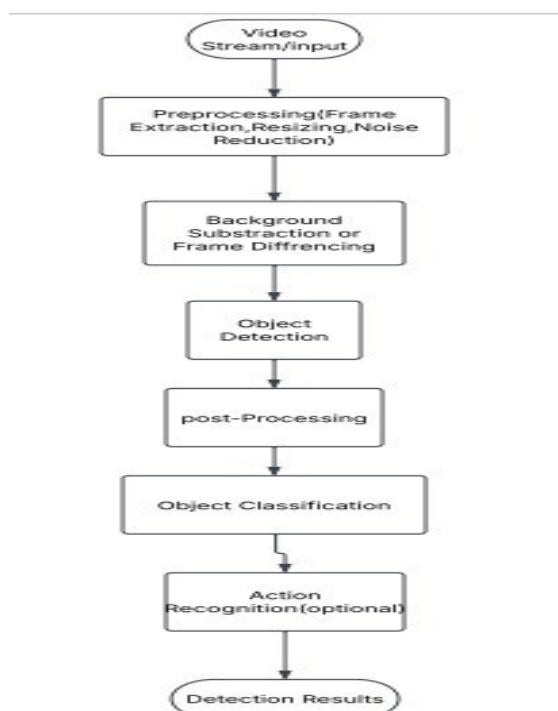 Video
Stream/input
Preprocessing(Frame
Extraction,Resizing,Noise
Reduction)
Background
Substraction or
Frame Diffrencing
Object
Detection
post-Processing
Object Classification
Action
Recognition(optional)
Detection Results